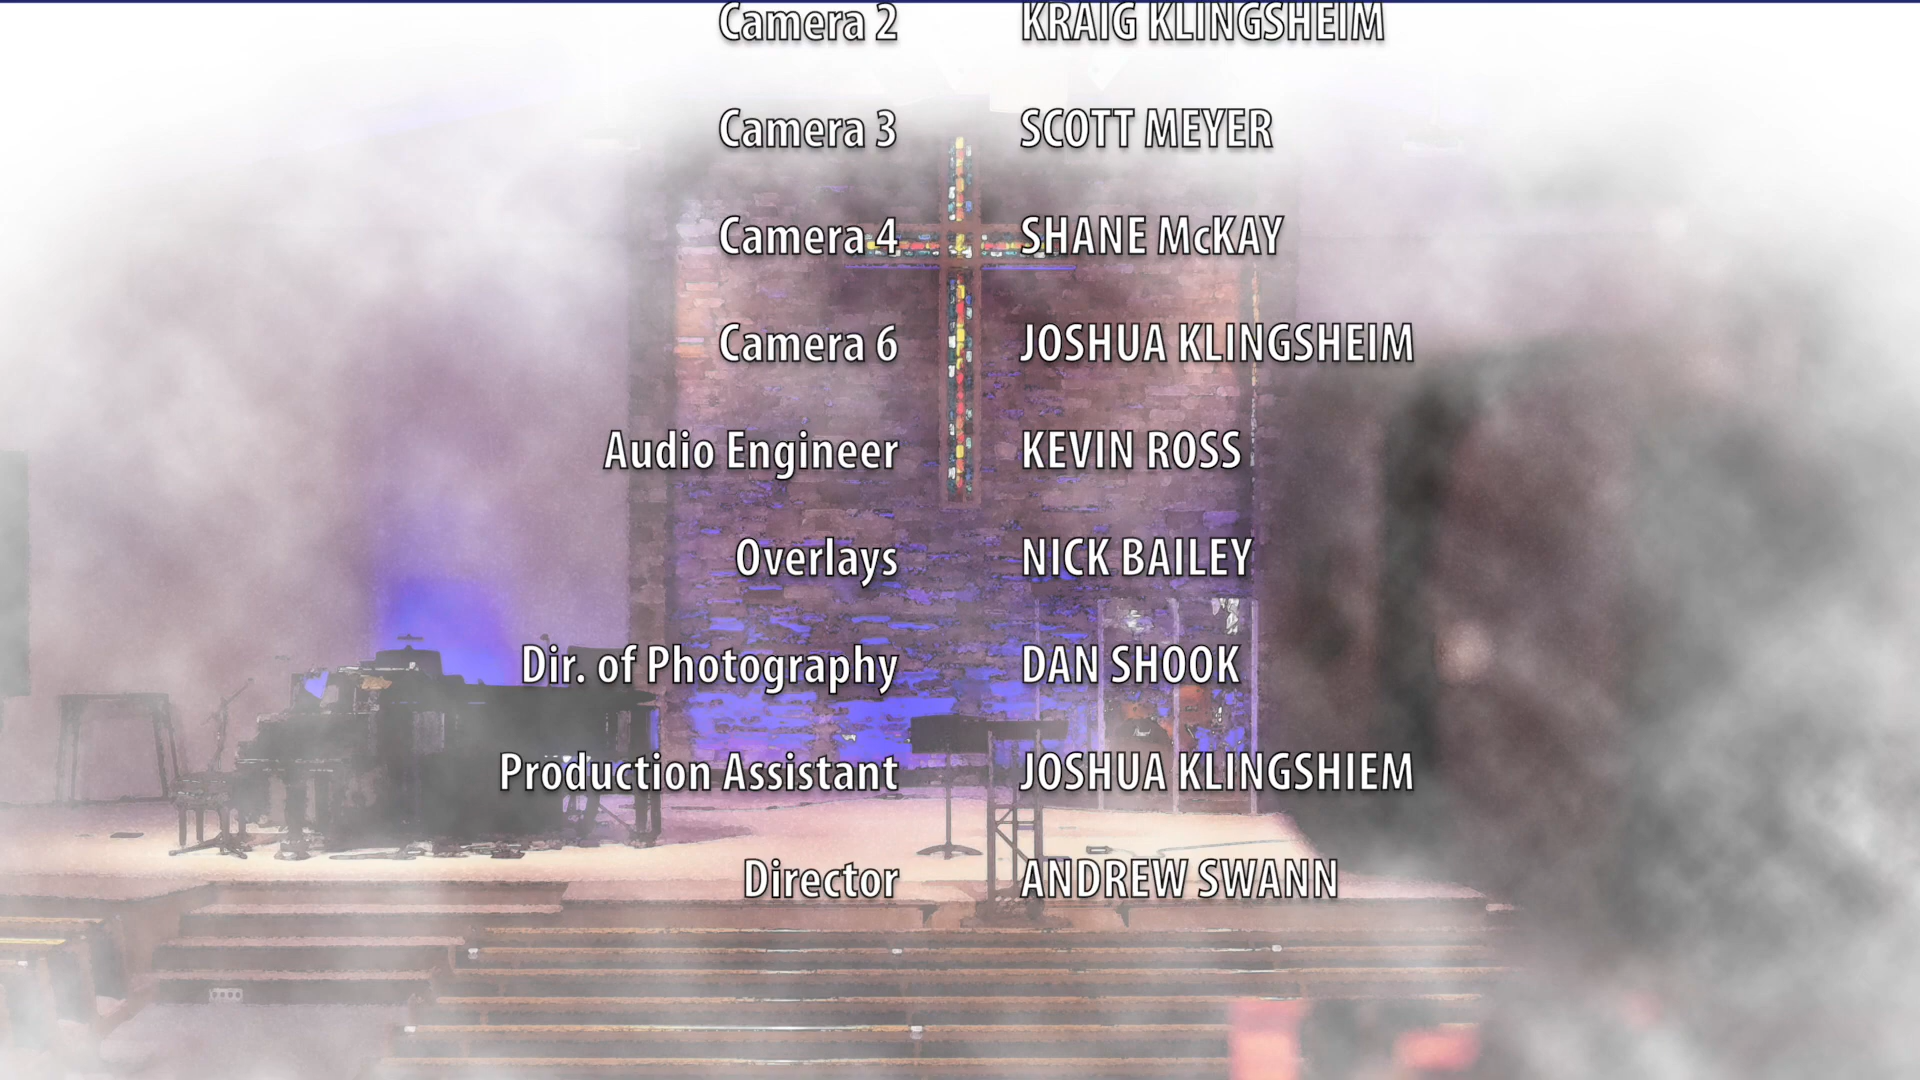 Camera 2 KRAIG KLINGSHEIM
Camera 3 SCOTT MEYER
Camera 4 SHANE McKAY
Camera 6 JOSHUA KLINGSHEIM
Audio Engineer KEVIN ROSS
Overlays NICK BAILEY
Dir. of Photography DAN SHOOK
Production Assistant JOSHUA KLINGSHIEM
Director ANDREW SWANN